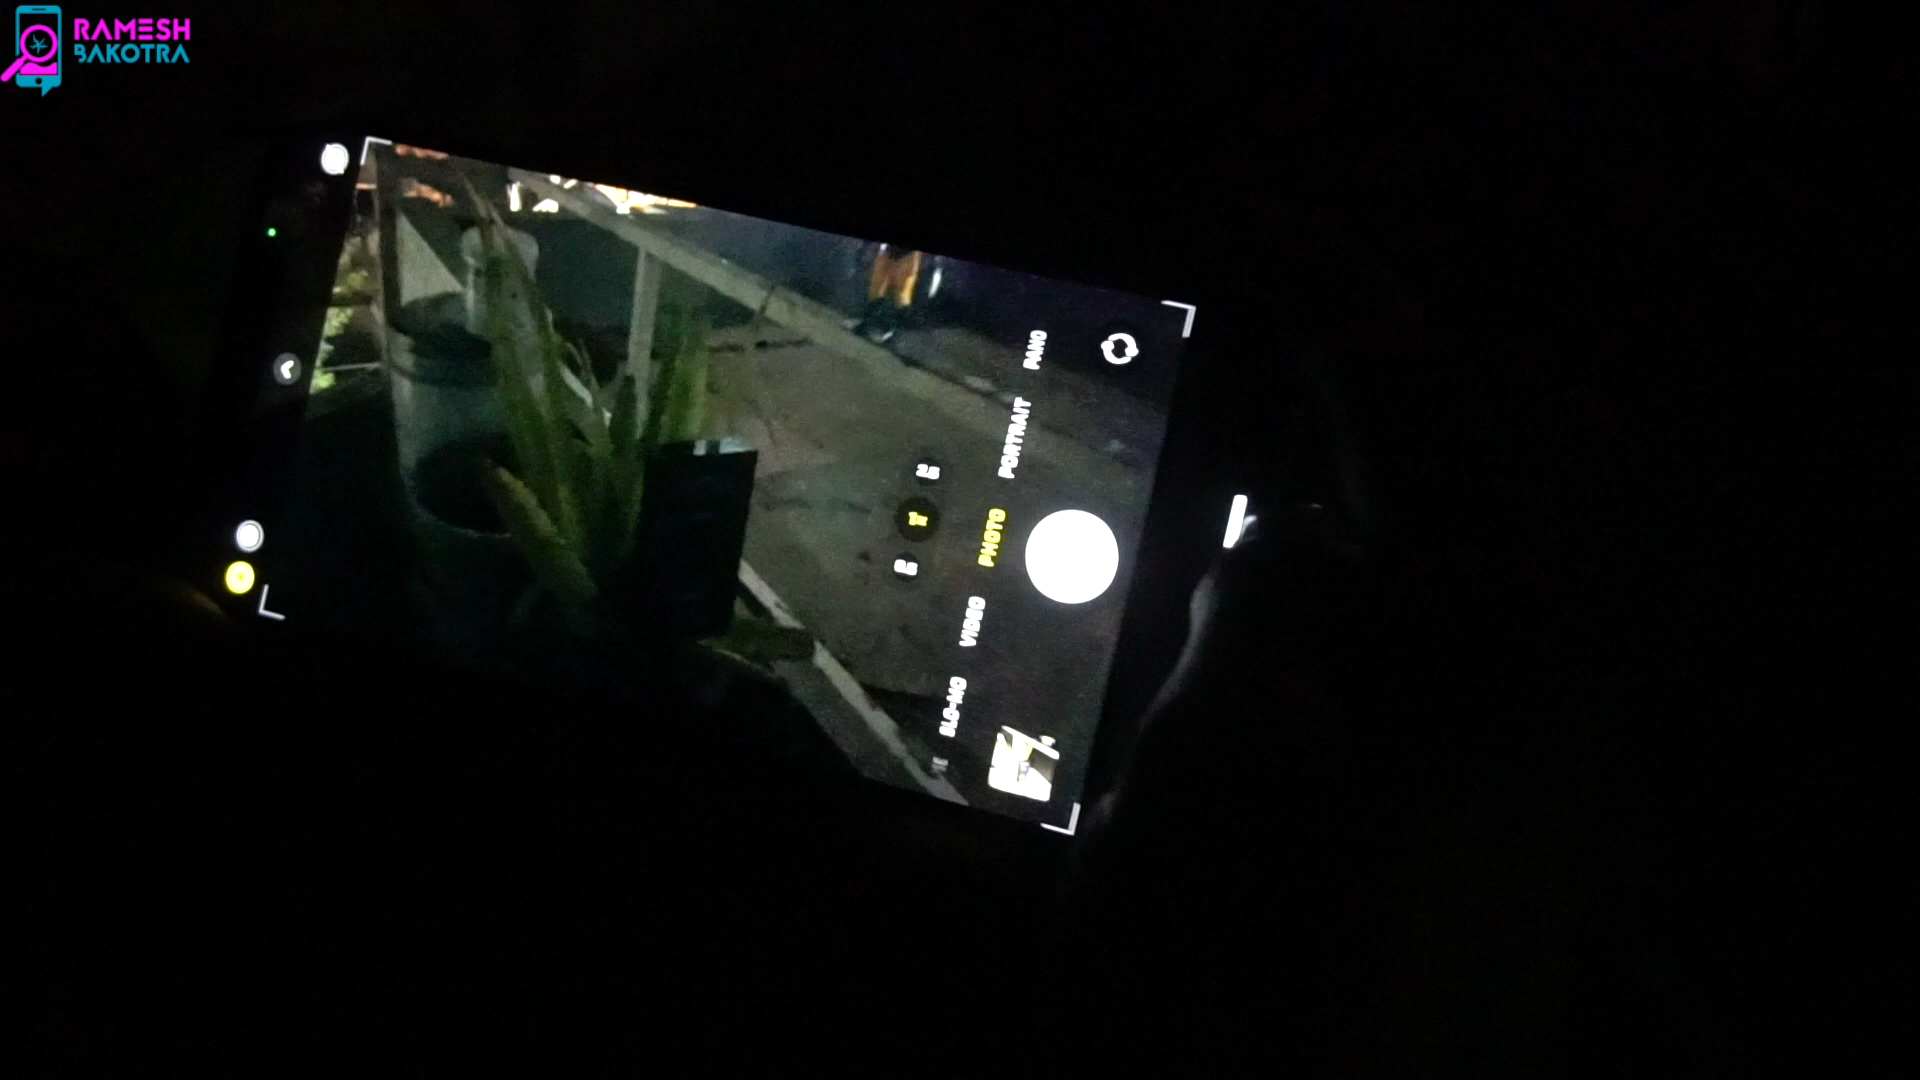 RAMESH
BAKOTRA
PANO
PORTRAIT
PHOTO
VIDEO
SLO-MO
1x